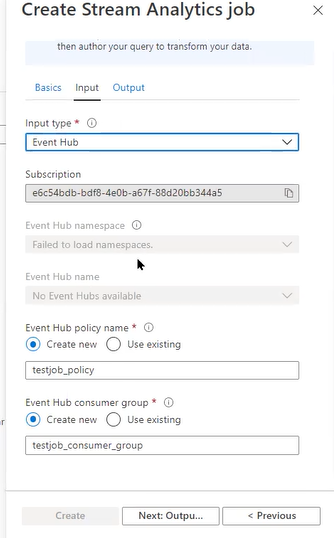 Create Stream Analytics job
then author your query to transform your data.
Basics Input Output
Input type *
Event Hub
Subscription
e6c54bdb-bdf8-4e0b-a67f-88d20bb344a5
Event Hub namespace
Failed to load namespaces.
Event Hub name
No Event Hubs available
Event Hub policy name *
Create new Use existing
testjob_policy
Event Hub consumer group *
Create new Use existing
testjob_consumer_group
Create Next: Outpu... < Previous